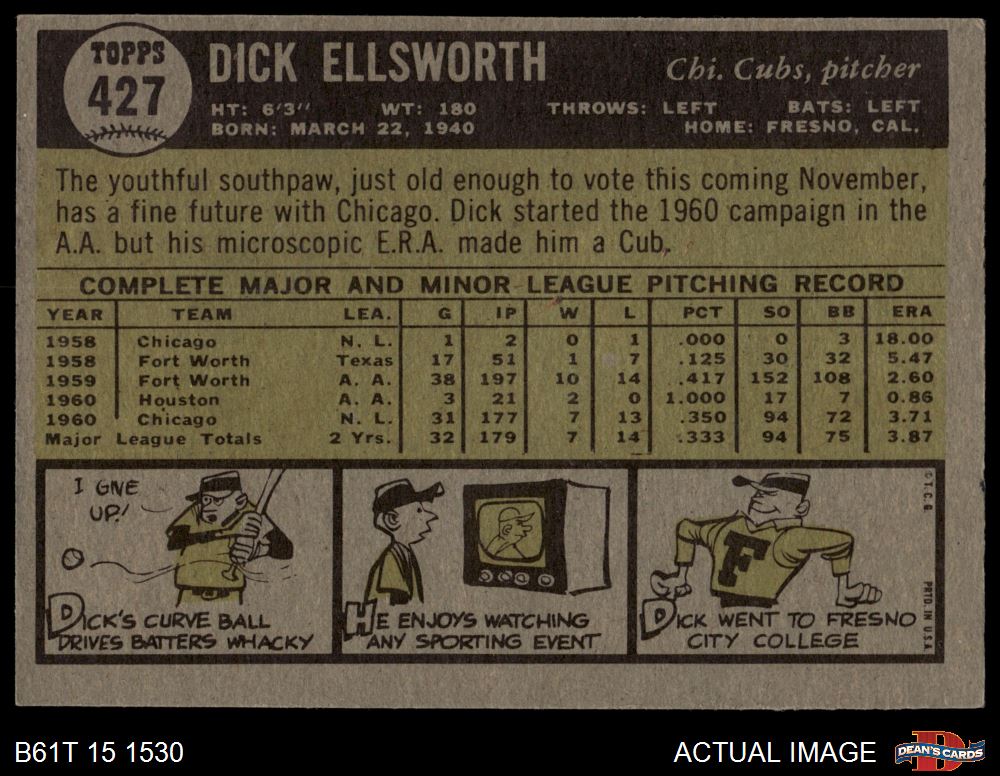 TOPPS
427
DICK ELLSWORTH
Chi. Cubs, pitcher
HT: 6'3" WT: 180 THROWS: LEFT BATS: LEFT
BORN: MARCH 22, 1940 HOME: FRESNO, CAL.
The youthful southpaw, just old enough to vote this coming November,
has a fine future with Chicago. Dick started the 1960 campaign in the
A.A. but his microscopic E.R.A. made him a Cub.
COMPLETE MAJOR AND MINOR LEAGUE PITCHING RECORD
YEAR TEAM LEA. G IP W L PCT SO BB ERA
1958 Chicago N. L. 1 2 0 1 .000 0 3 18.00
1958 Fort Worth Texas 17 51 1 7 .125 30 32 5.47
1959 Fort Worth A. A. 38 197 10 14 .417 152 108 2.60
1960 Houston A. A. 3 21 2 0 1.000 17 7 0.86
1960 Chicago N. L. 31 177 7 13 .350 94 72 3.71
Major League Totals 2 Yrs. 32 179 7 14 .333 94 75 3.87
I GIVE
UP!
DICK'S CURVE BALL
DRIVES BATTERS WHACKY
HE ENJOYS WATCHING
ANY SPORTING EVENT
F
DICK WENT TO FRESNO
CITY COLLEGE
© T. C. G.
PRTD. IN U.S.A.
B61T 15 1530
ACTUAL IMAGE
DEAN'S CARDS